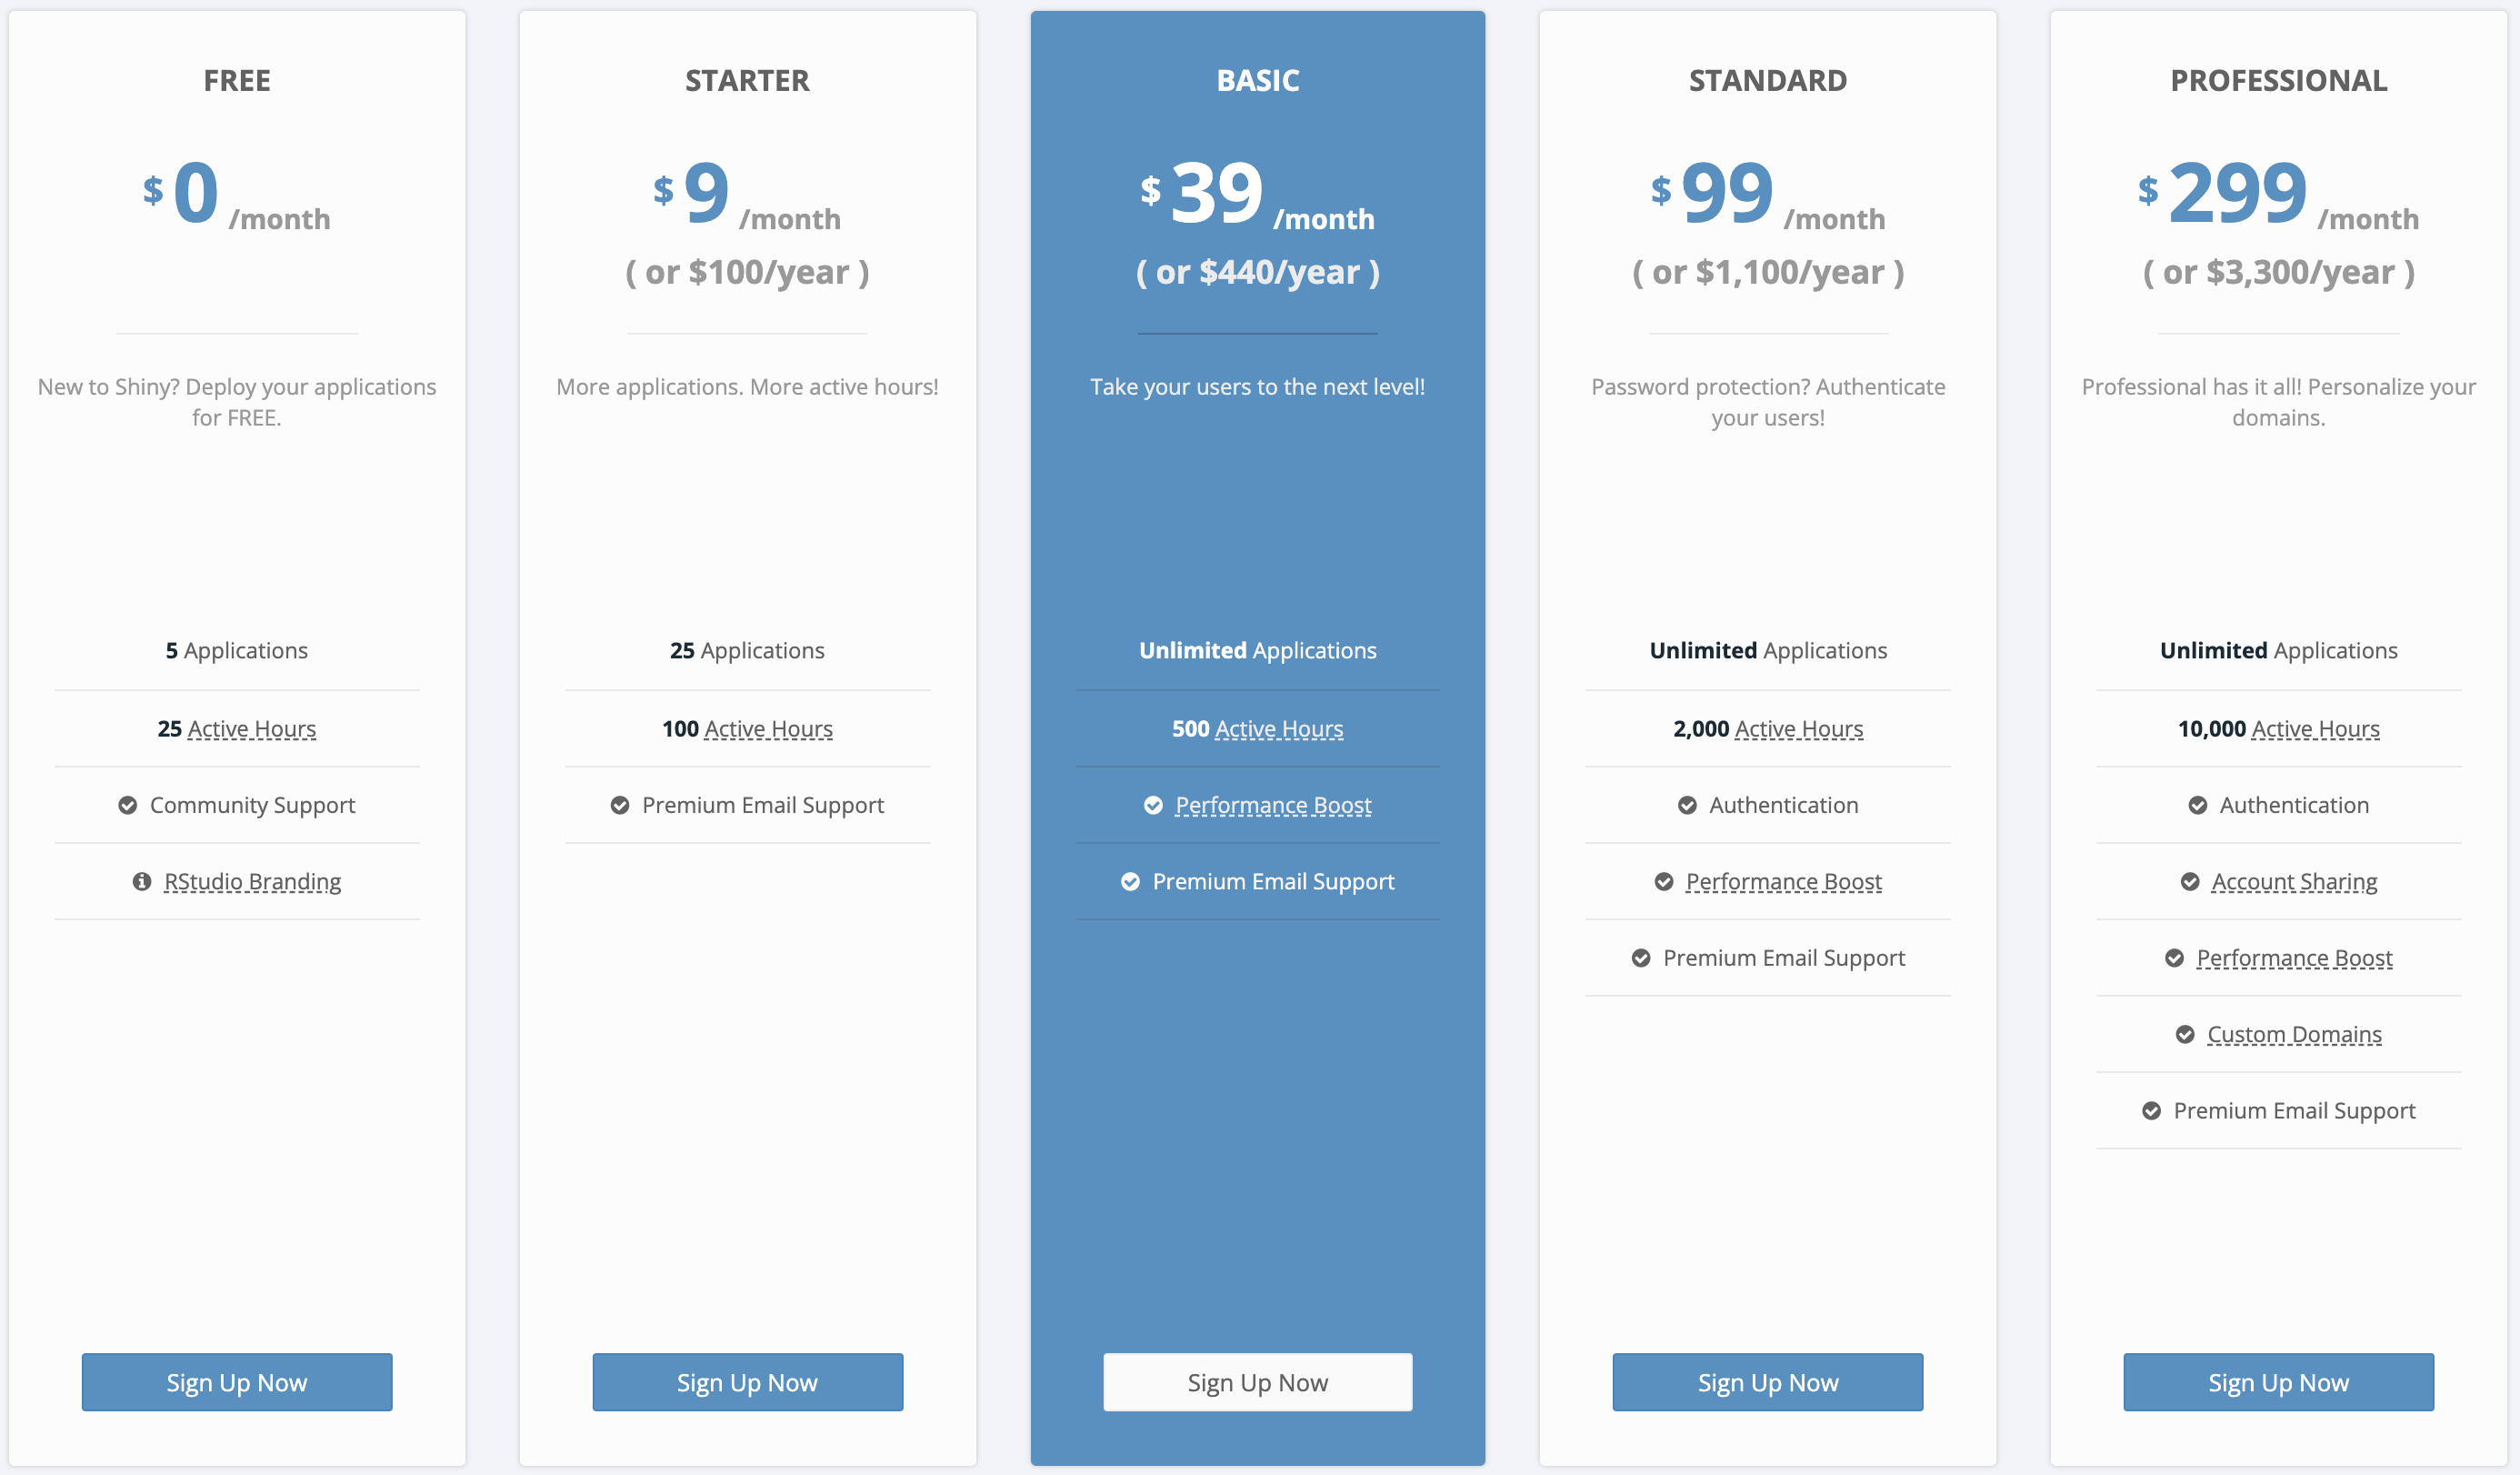 FREE
$ 0 /month
New to Shiny? Deploy your applications
for FREE.
5 Applications
25 Active Hours
Community Support
RStudio Branding
Sign Up Now
STARTER
$ 9 /month
( or $100/year )
More applications. More active hours!
25 Applications
100 Active Hours
Premium Email Support
Sign Up Now
BASIC
$ 39 /month
( or $440/year )
Take your users to the next level!
Unlimited Applications
500 Active Hours
Performance Boost
Premium Email Support
Sign Up Now
STANDARD
$ 99 /month
( or $1,100/year )
Password protection? Authenticate
your users!
Unlimited Applications
2,000 Active Hours
Authentication
Performance Boost
Premium Email Support
Sign Up Now
PROFESSIONAL
$ 299 /month
( or $3,300/year )
Professional has it all! Personalize your
domains.
Unlimited Applications
10,000 Active Hours
Authentication
Account Sharing
Performance Boost
Custom Domains
Premium Email Support
Sign Up Now